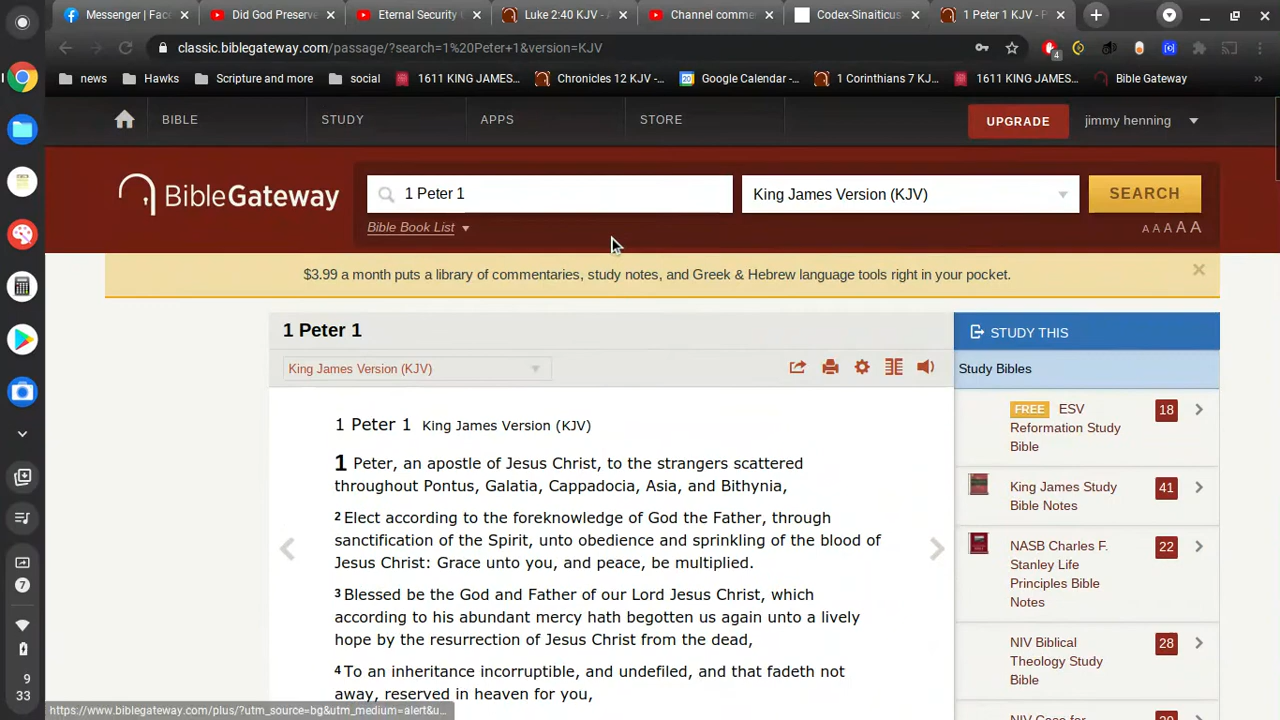 Messenger | Face
Did God Preserve
Eternal Security
Luke 2:40 KJV - A
Channel comme
Codex-Sinaiticus
1 Peter 1 KJV - P
classic.biblegateway.com/passage/?search=1%20Peter+1&version=KJV
4
news
Hawks
Scripture and more
social
1611 KING JAMES...
Chronicles 12 KJV -...
20
Google Calendar -...
1 Corinthians 7 KJ...
1611 KING JAMES...
Bible Gateway
»
BIBLE
STUDY
APPS
STORE
UPGRADE
jimmy henning
BibleGateway
1 Peter 1
King James Version (KJV)
SEARCH
Bible Book List
A A A A A
$3.99 a month puts a library of commentaries, study notes, and Greek & Hebrew language tools right in your pocket.
1 Peter 1
King James Version (KJV)
1 Peter 1 King James Version (KJV)
1 Peter, an apostle of Jesus Christ, to the strangers scattered
throughout Pontus, Galatia, Cappadocia, Asia, and Bithynia,
2 Elect according to the foreknowledge of God the Father, through
sanctification of the Spirit, unto obedience and sprinkling of the blood of
Jesus Christ: Grace unto you, and peace, be multiplied.
3 Blessed be the God and Father of our Lord Jesus Christ, which
according to his abundant mercy hath begotten us again unto a lively
hope by the resurrection of Jesus Christ from the dead,
4 To an inheritance incorruptible, and undefiled, and that fadeth not
away, reserved in heaven for you,
STUDY THIS
Study Bibles
FREE ESV
Reformation Study
Bible
18
King James Study
Bible Notes
41
NASB Charles F.
Stanley Life
Principles Bible
Notes
22
NIV Biblical
Theology Study
Bible
28
NIV Case for
7
9
33
https://www.biblegateway.com/plus/?utm_source=bg&utm_medium=alert&u...